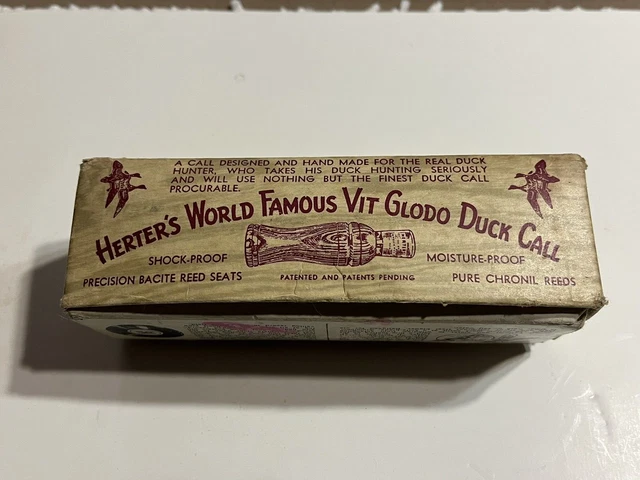 A CALL DESIGNED AND HAND MADE FOR THE REAL DUCK
HUNTER, WHO TAKES HIS DUCK HUNTING SERIOUSLY
AND WILL USE NOTHING BUT THE FINEST DUCK CALL
PROCURABLE.
HERTER'S WORLD FAMOUS VIT GLODO DUCK CALL
SHOCK-PROOF
MOISTURE-PROOF
PRECISION BACITE REED SEATS
PATENTED AND PATENTS PENDING
PURE CHRONIL REEDS